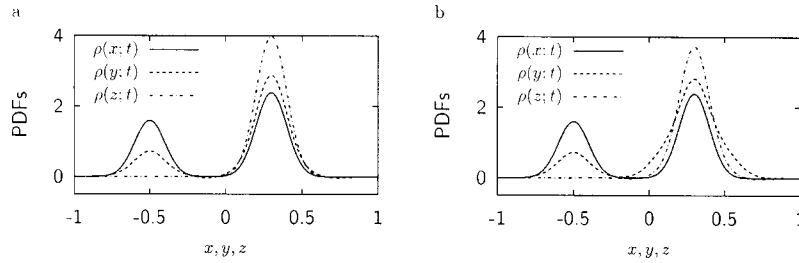 a
4
ρ(x;t)
ρ(y;t)
ρ(z;t)
PDFs
2
0
-1
-0.5
0
0.5
1
x, y, z
b
4
ρ(x;t)
ρ(y;t)
ρ(z;t)
PDFs
2
0
-1
-0.5
0
0.5
1
x, y, z